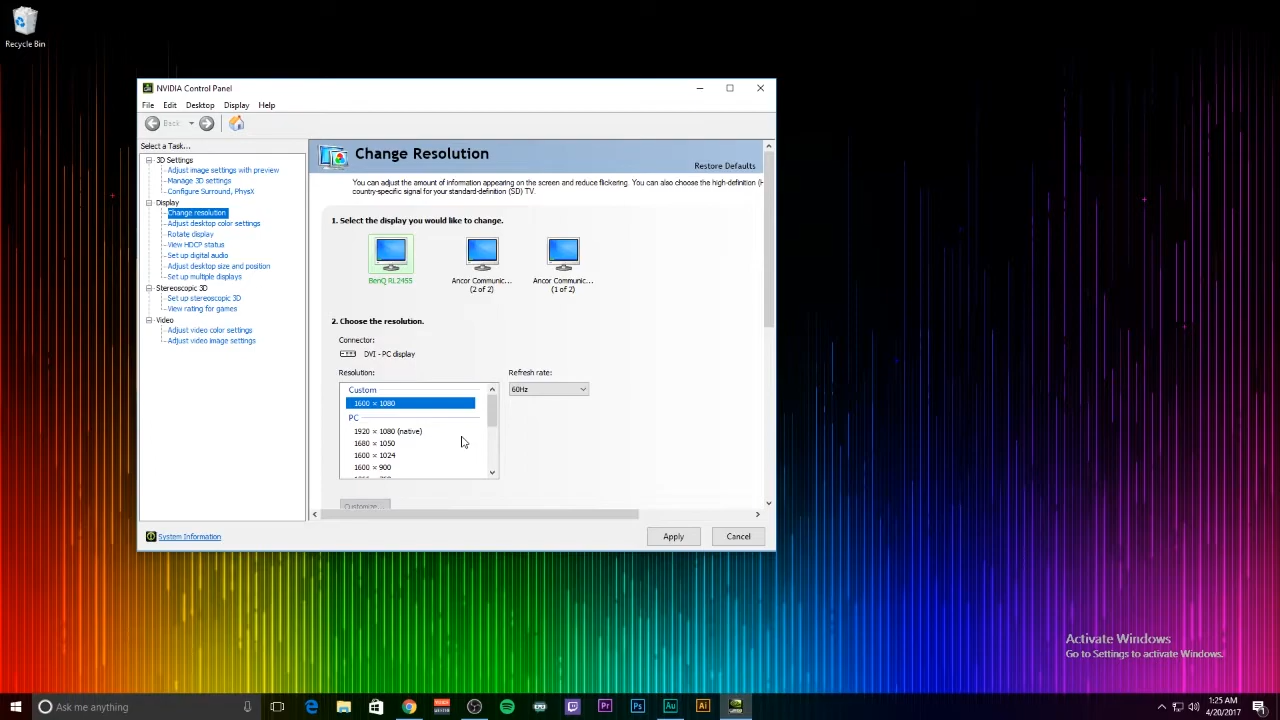 Recycle Bin
NVIDIA Control Panel
File Edit Desktop Display Help
Back
Select a Task...
3D Settings
Adjust image settings with preview
Manage 3D settings
Configure Surround, PhysX
Display
Change resolution
Adjust desktop color settings
Rotate display
View HDCP status
Set up digital audio
Adjust desktop size and position
Set up multiple displays
Stereoscopic 3D
Set up stereoscopic 3D
View rating for games
Video
Adjust video color settings
Adjust video image settings
System Information
Change Resolution
Restore Defaults
You can adjust the amount of information appearing on the screen and reduce flickering. You can also choose the high-definition (H
country-specific signal for your standard-definition (SD) TV.
1. Select the display you would like to change.
BenQ RL2455
Ancor Communic...
(2 of 2)
Ancor Communic...
(1 of 2)
2. Choose the resolution.
Connector:
DVI - PC display
Resolution:
Refresh rate:
Custom
1600 × 1080
PC
1920 × 1080 (native)
1680 × 1050
1600 × 1024
1600 × 900
60Hz
Customize...
Apply
Cancel
Activate Windows
Go to Settings to activate Windows.
Ask me anything
Pr
Ps
Au
Ai
1:25 AM
4/20/2017